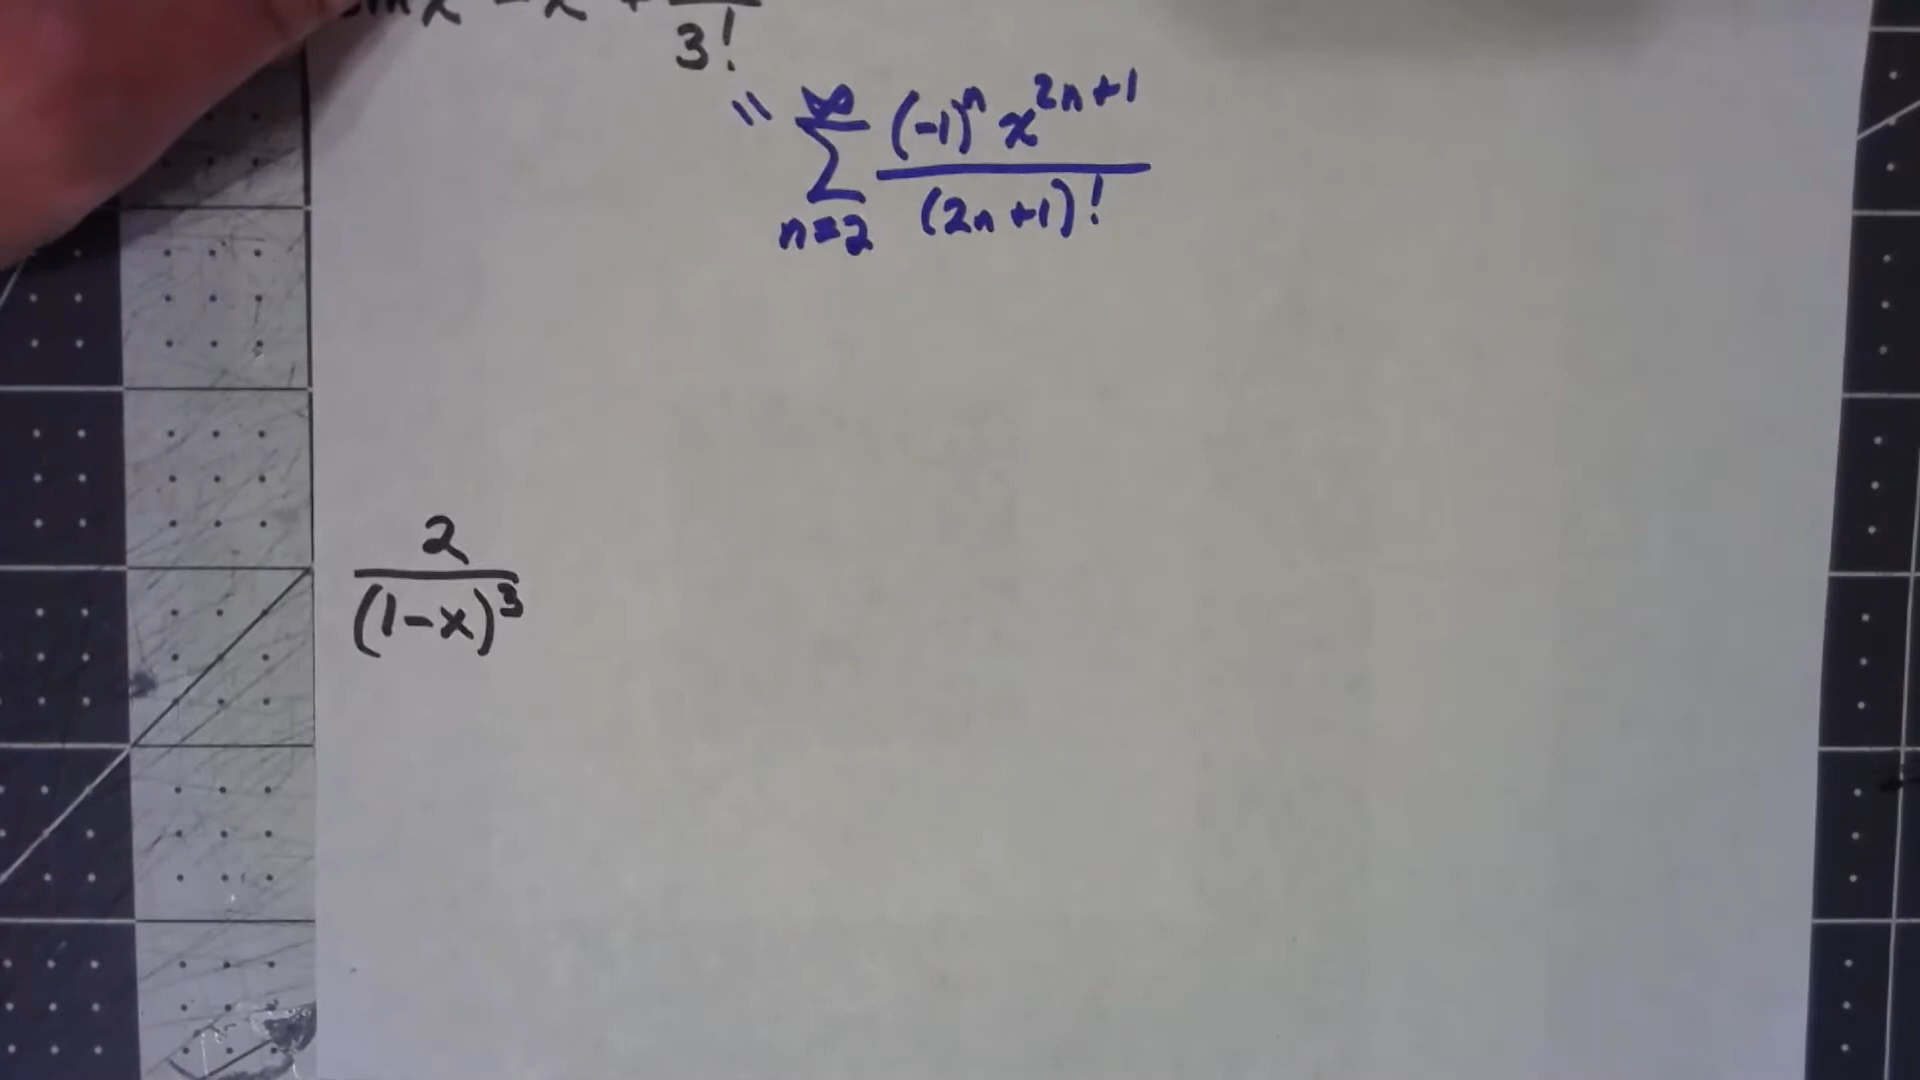 x - x + 3!
" ∞ ∑ n=2 (-1)^n x^{2n+1} / (2n+1)!
2 / (1-x)^3